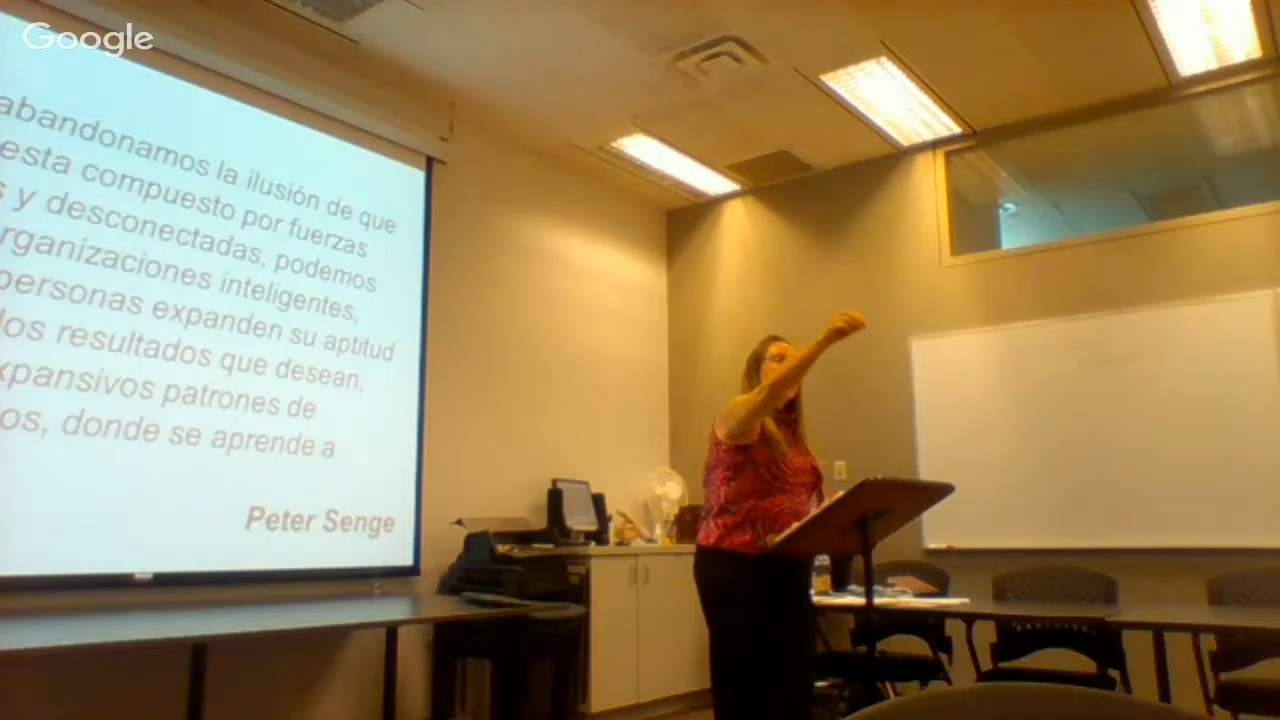 Google
abandonamos la ilusión de que
esta compuesto por fuerzas
s y desconectadas, podemos
rganizaciones inteligentes,
personas expanden su aptitud
los resultados que desean,
xpansivos patrones de
os, donde se aprende a
Peter Senge